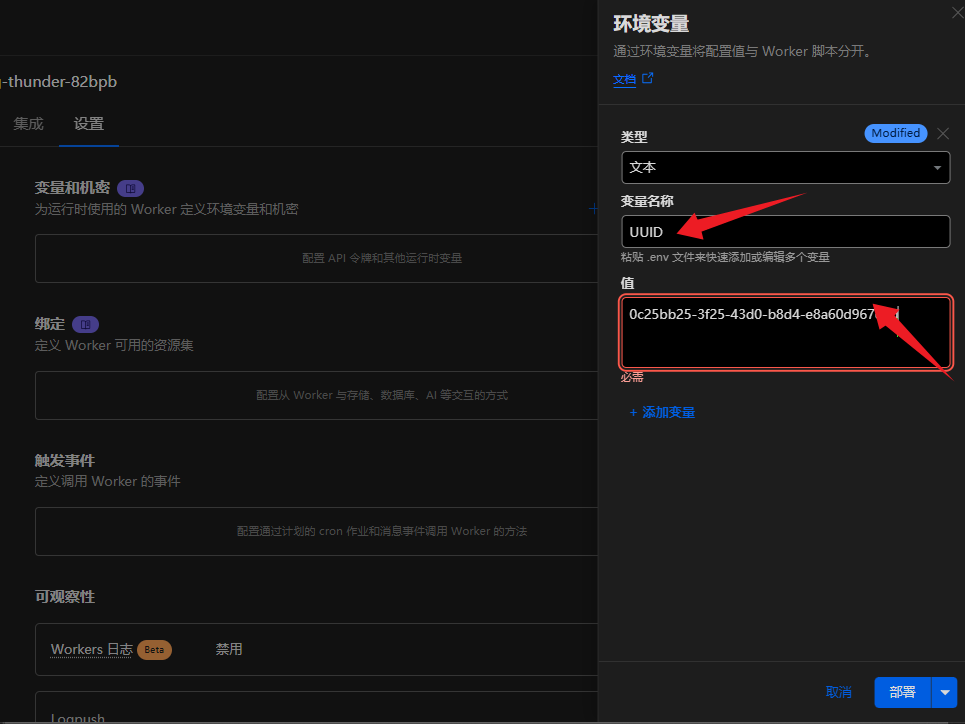 -thunder-82bpb
集成
设置
变量和机密
为运行时使用的 Worker 定义环境变量和机密
+
配置 API 令牌和其他运行时变量
绑定
定义 Worker 可用的资源集
配置从 Worker 与存储、数据库、AI 等交互的方式
触发事件
定义调用 Worker 的事件
配置通过计划的 cron 作业和消息事件调用 Worker 的方法
可观察性
Workers 日志 Beta 禁用
Logpush
环境变量
通过环境变量将配置值与 Worker 脚本分开。
文档
类型
Modified
文本
变量名称
UUID
粘贴 .env 文件来快速添加或编辑多个变量
值
0c25bb25-3f25-43d0-b8d4-e8a60d967
必需
+ 添加变量
取消
部署